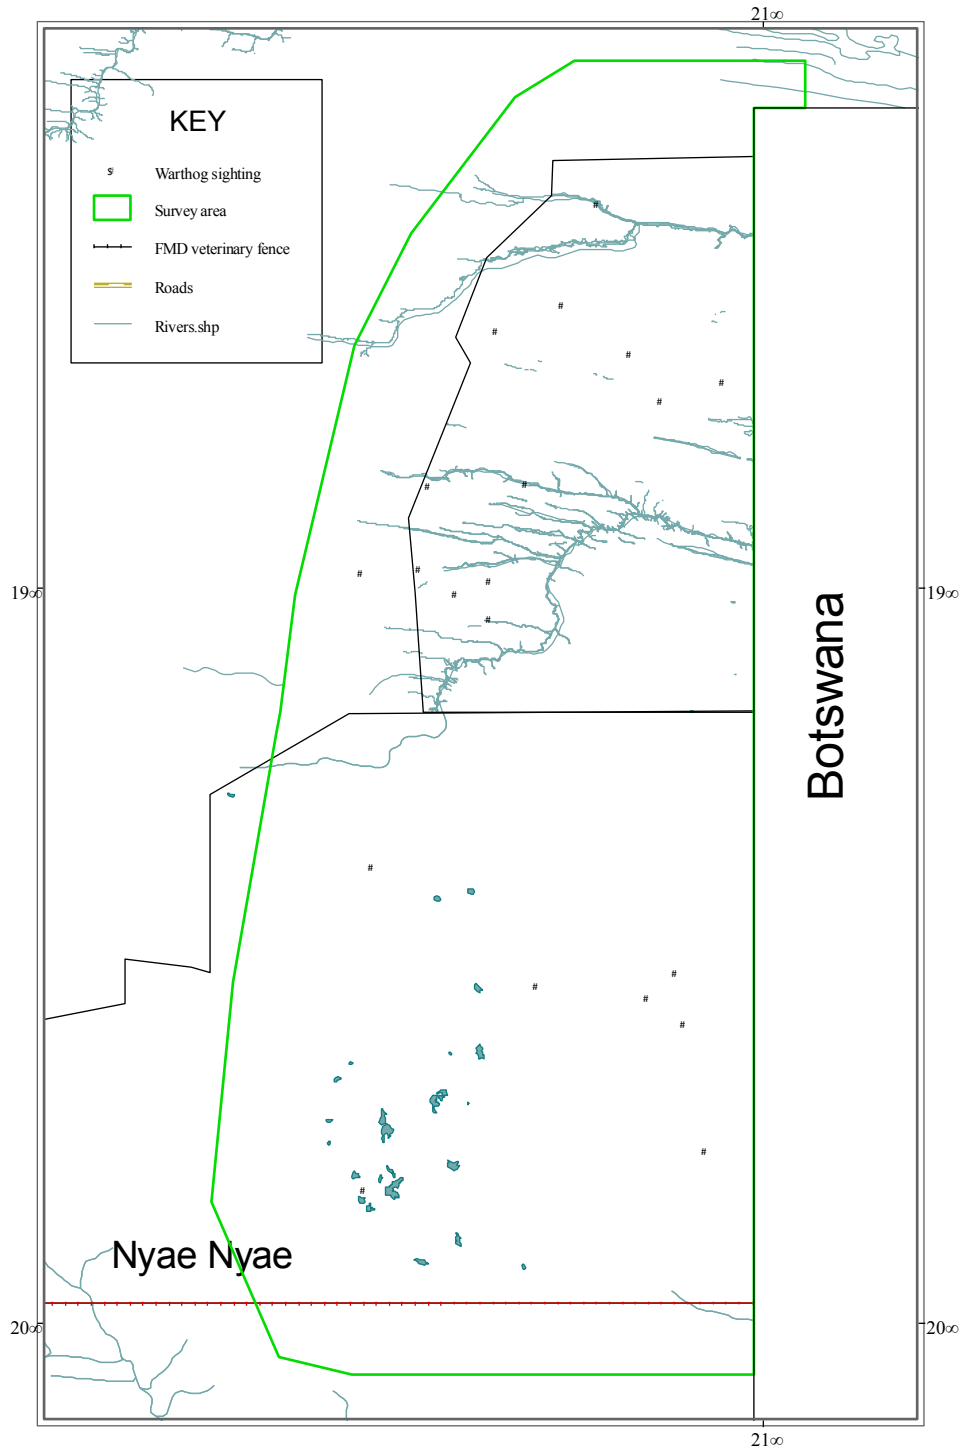 21∞
KEY
Warthog sighting
Survey area
FMD veterinary fence
Roads
Rivers.shp
19∞
19∞
Botswana
Nyae Nyae
20∞
20∞
21∞